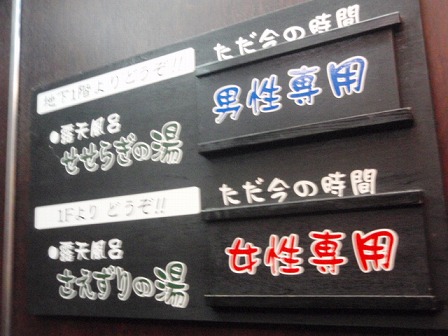 地下1階よりどうぞ!!
●露天風呂
せせらぎの湯
ただ今の時間
男性専用
1Fより どうぞ!!
●露天風呂
さえずりの湯
ただ今の時間
女性専用